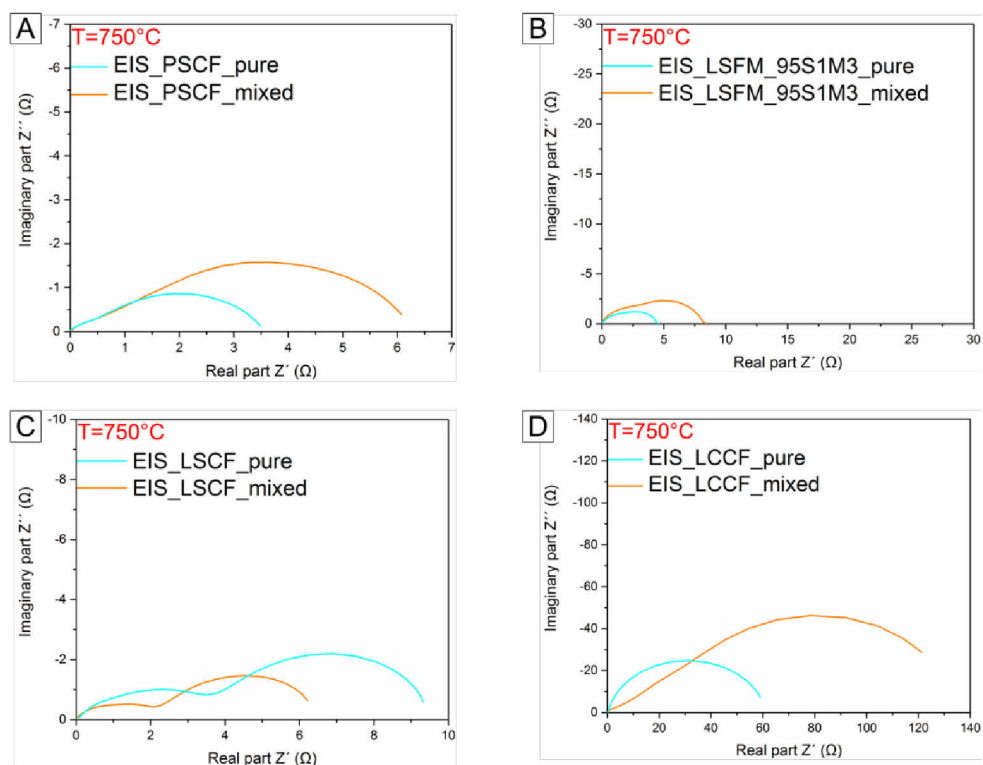 A
T=750°C
EIS_PSCF_pure
EIS_PSCF_mixed
Imaginary part Z´´ (Ω)
-7
-6
-5
-4
-3
-2
-1
0
0 1 2 3 4 5 6 7
Real part Z´ (Ω)
B
T=750°C
EIS_LSFM_95S1M3_pure
EIS_LSFM_95S1M3_mixed
Imaginary part Z´´ (Ω)
-30
-25
-20
-15
-10
-5
0
0 5 10 15 20 25 30
Real part Z´ (Ω)
C
T=750°C
EIS_LSCF_pure
EIS_LSCF_mixed
Imaginary part Z´´ (Ω)
-10
-8
-6
-4
-2
0
0 2 4 6 8 10
Real part Z´ (Ω)
D
T=750°C
EIS_LCCF_pure
EIS_LCCF_mixed
Imaginary part Z´´ (Ω)
-140
-120
-100
-80
-60
-40
-20
0
0 20 40 60 80 100 120 140
Real part Z´ (Ω)